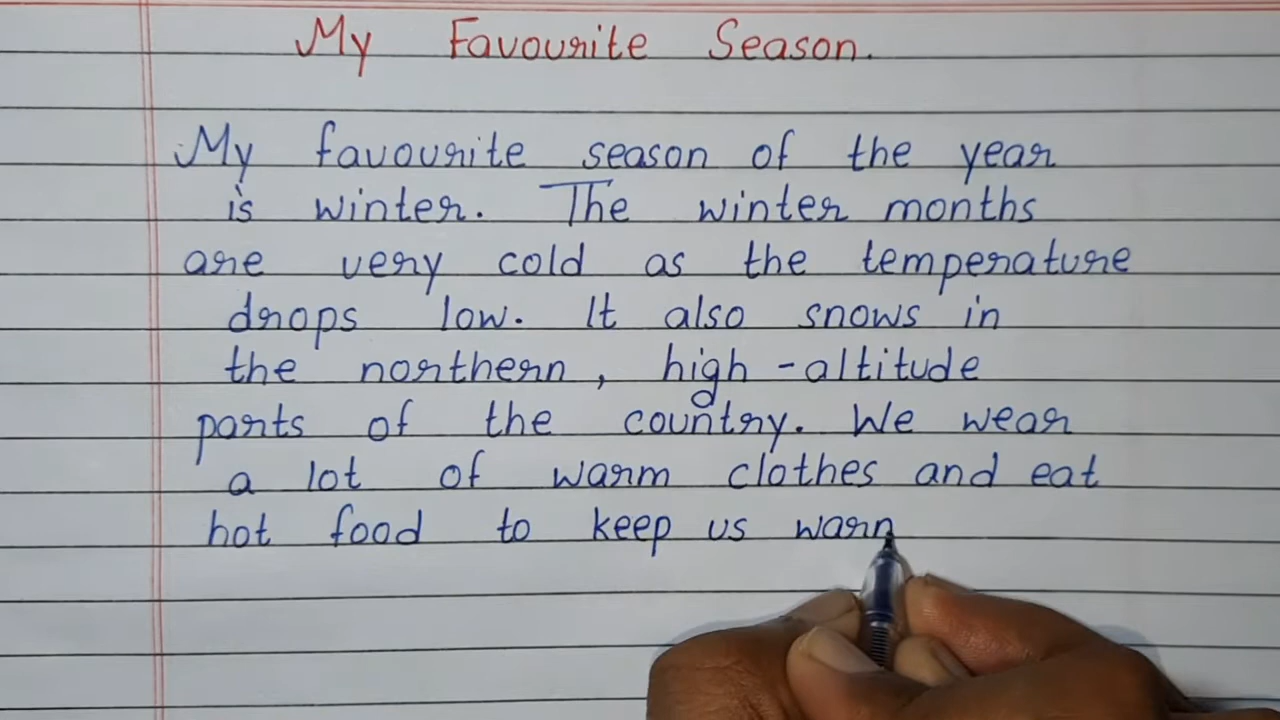 My Favourite Season.
My favourite season of the year
is winter. The winter months
are very cold as the temperature
drops low. It also snows in
the northern, high-altitude
parts of the country. We wear
a lot of warm clothes and eat
hot food to keep us warn